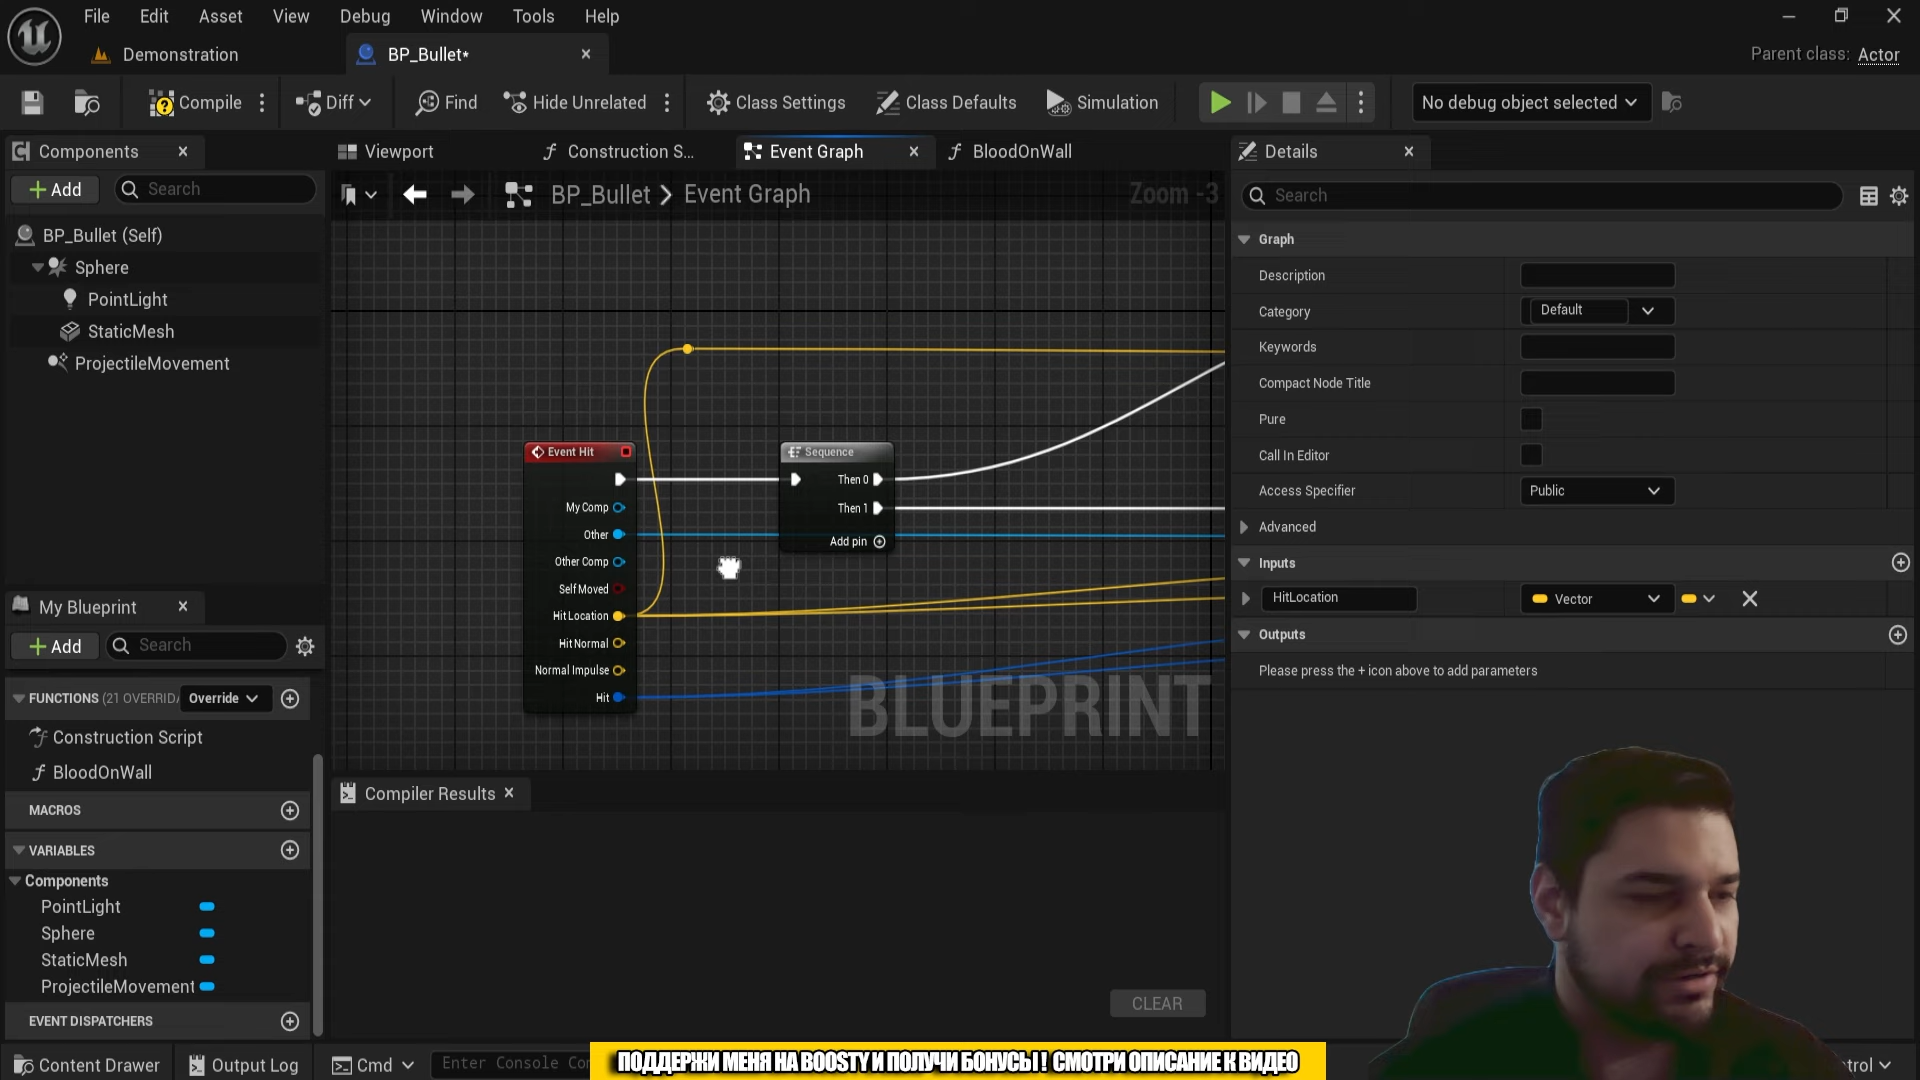 File Edit Asset View Debug Window Tools Help
Demonstration
BP_Bullet*
Parent class: Actor
Compile
Diff
Find
Hide Unrelated
Class Settings
Class Defaults
Simulation
No debug object selected
Components
Add
Search
BP_Bullet (Self)
Sphere
PointLight
StaticMesh
ProjectileMovement
My Blueprint
Add
Search
FUNCTIONS (21 OVERRID
Override
Construction Script
BloodOnWall
MACROS
VARIABLES
Components
PointLight
Sphere
StaticMesh
ProjectileMovement
EVENT DISPATCHERS
Viewport
Construction S...
Event Graph
BloodOnWall
BP_Bullet > Event Graph
Zoom -3
Event Hit
My Comp
Other
Other Comp
Self Moved
Hit Location
Hit Normal
Normal Impulse
Hit
Sequence
Then 0
Then 1
Add pin
BLUEPRINT
Compiler Results
CLEAR
Details
Search
Graph
Description
Category
Default
Keywords
Compact Node Title
Pure
Call In Editor
Access Specifier
Public
Advanced
Inputs
HitLocation
Vector
Outputs
Please press the + icon above to add parameters
Content Drawer
Output Log
Cmd
Enter Console Co
ПОДДЕРЖИ МЕНЯ НА BOOSTY И ПОЛУЧИ БОНУСЫ! СМОТРИ ОПИСАНИЕ К ВИДЕО
trol